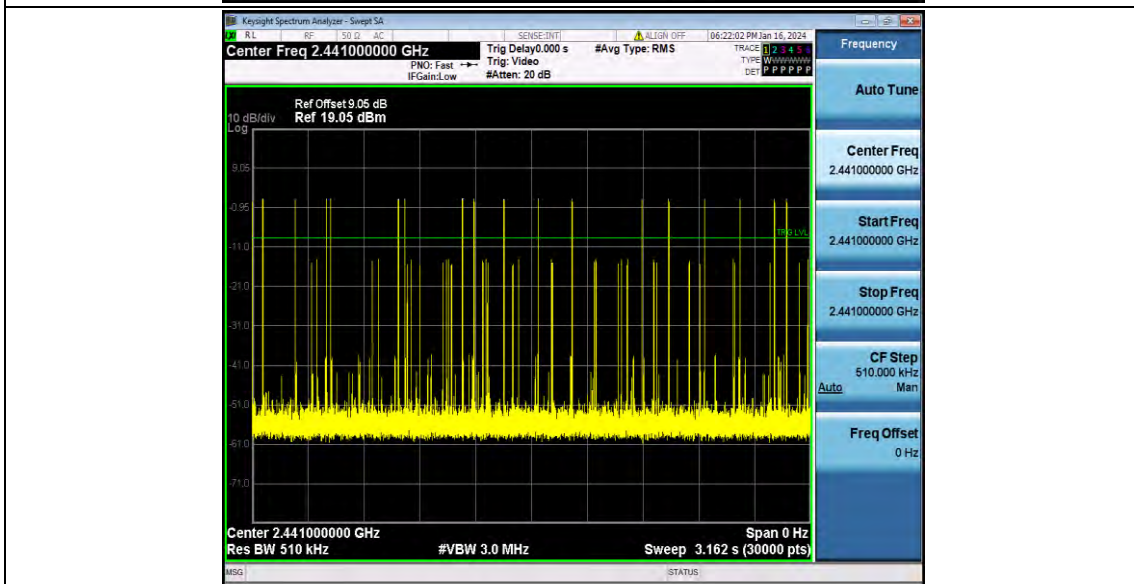 Keysight Spectrum Analyzer - Swept SA
RL RF 50 Ω AC SENSE:INT ALIGN OFF 06:22:02 PM Jan 16, 2024
Center Freq 2.441000000 GHz
PNO: Fast
IFGain:Low
Trig Delay0.000 s
Trig: Video
#Atten: 20 dB
#Avg Type: RMS
TRACE 1 2 3 4 5 6
TYPE WWWWWW
DET P P P P P P
Frequency
Auto Tune
Center Freq
2.441000000 GHz
Start Freq
2.441000000 GHz
Stop Freq
2.441000000 GHz
CF Step
510.000 kHz
Auto Man
Freq Offset
0 Hz
Ref Offset 9.05 dB
10 dB/div Ref 19.05 dBm
Log
9.05
-0.95
TRIG LVL
-11.0
-21.0
-31.0
-41.0
-51.0
-61.0
-71.0
Center 2.441000000 GHz Span 0 Hz
Res BW 510 kHz #VBW 3.0 MHz Sweep 3.162 s (30000 pts)
MSG STATUS